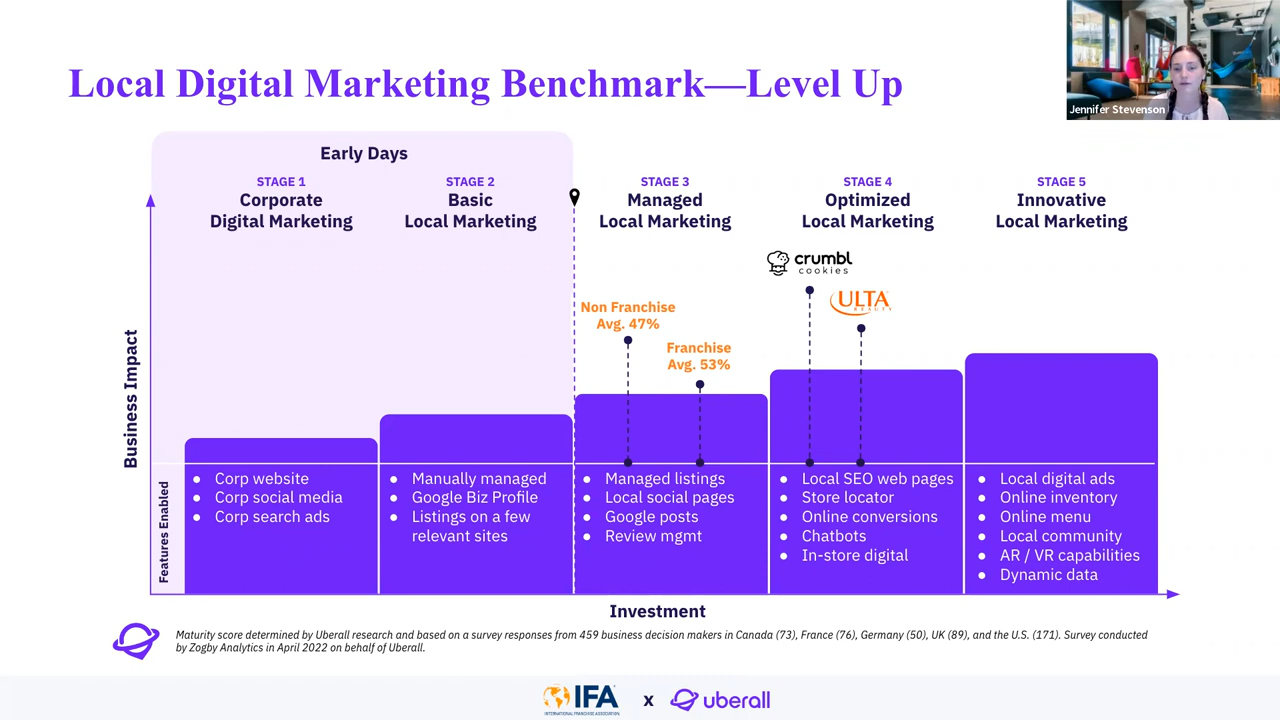 Local Digital Marketing Benchmark—Level Up
Jennifer Stevenson
Early Days
STAGE 1
Corporate
Digital Marketing
STAGE 2
Basic
Local Marketing
STAGE 3
Managed
Local Marketing
STAGE 4
Optimized
Local Marketing
STAGE 5
Innovative
Local Marketing
crumbl
cookies
ULTA
BEAUTY
Non Franchise
Avg. 47%
Franchise
Avg. 53%
Business Impact
Features Enabled
● Corp website
● Corp social media
● Corp search ads
● Manually managed
● Google Biz Profile
● Listings on a few
relevant sites
● Managed listings
● Local social pages
● Google posts
● Review mgmt
● Local SEO web pages
● Store locator
● Online conversions
● Chatbots
● In-store digital
● Local digital ads
● Online inventory
● Online menu
● Local community
● AR / VR capabilities
● Dynamic data
Investment
Maturity score determined by Uberall research and based on a survey responses from 459 business decision makers in Canada (73), France (76), Germany (50), UK (89), and the U.S. (171). Survey conducted
by Zogby Analytics in April 2022 on behalf of Uberall.
IFA
INTERNATIONAL FRANCHISE ASSOCIATION
x
uberall